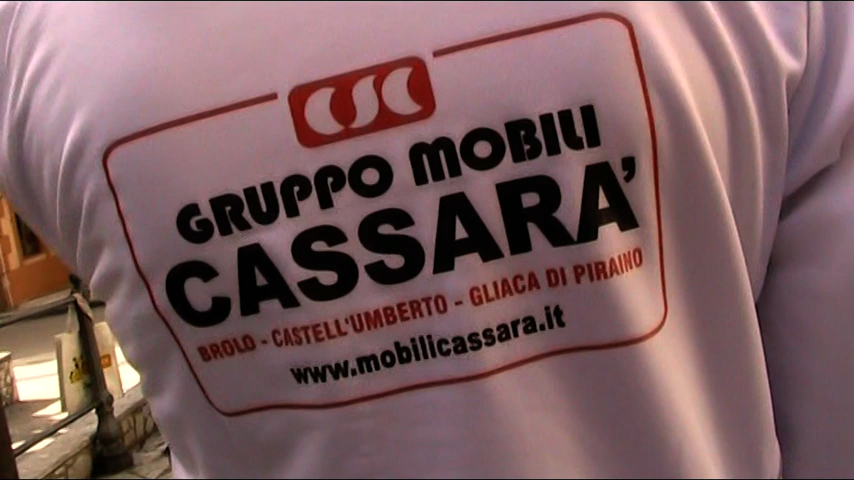 CSC
GRUPPO MOBILI
CASSARA'
BROLO - CASTELL'UMBERTO - GLIACA DI PIRAINO
www.mobilicassara.it